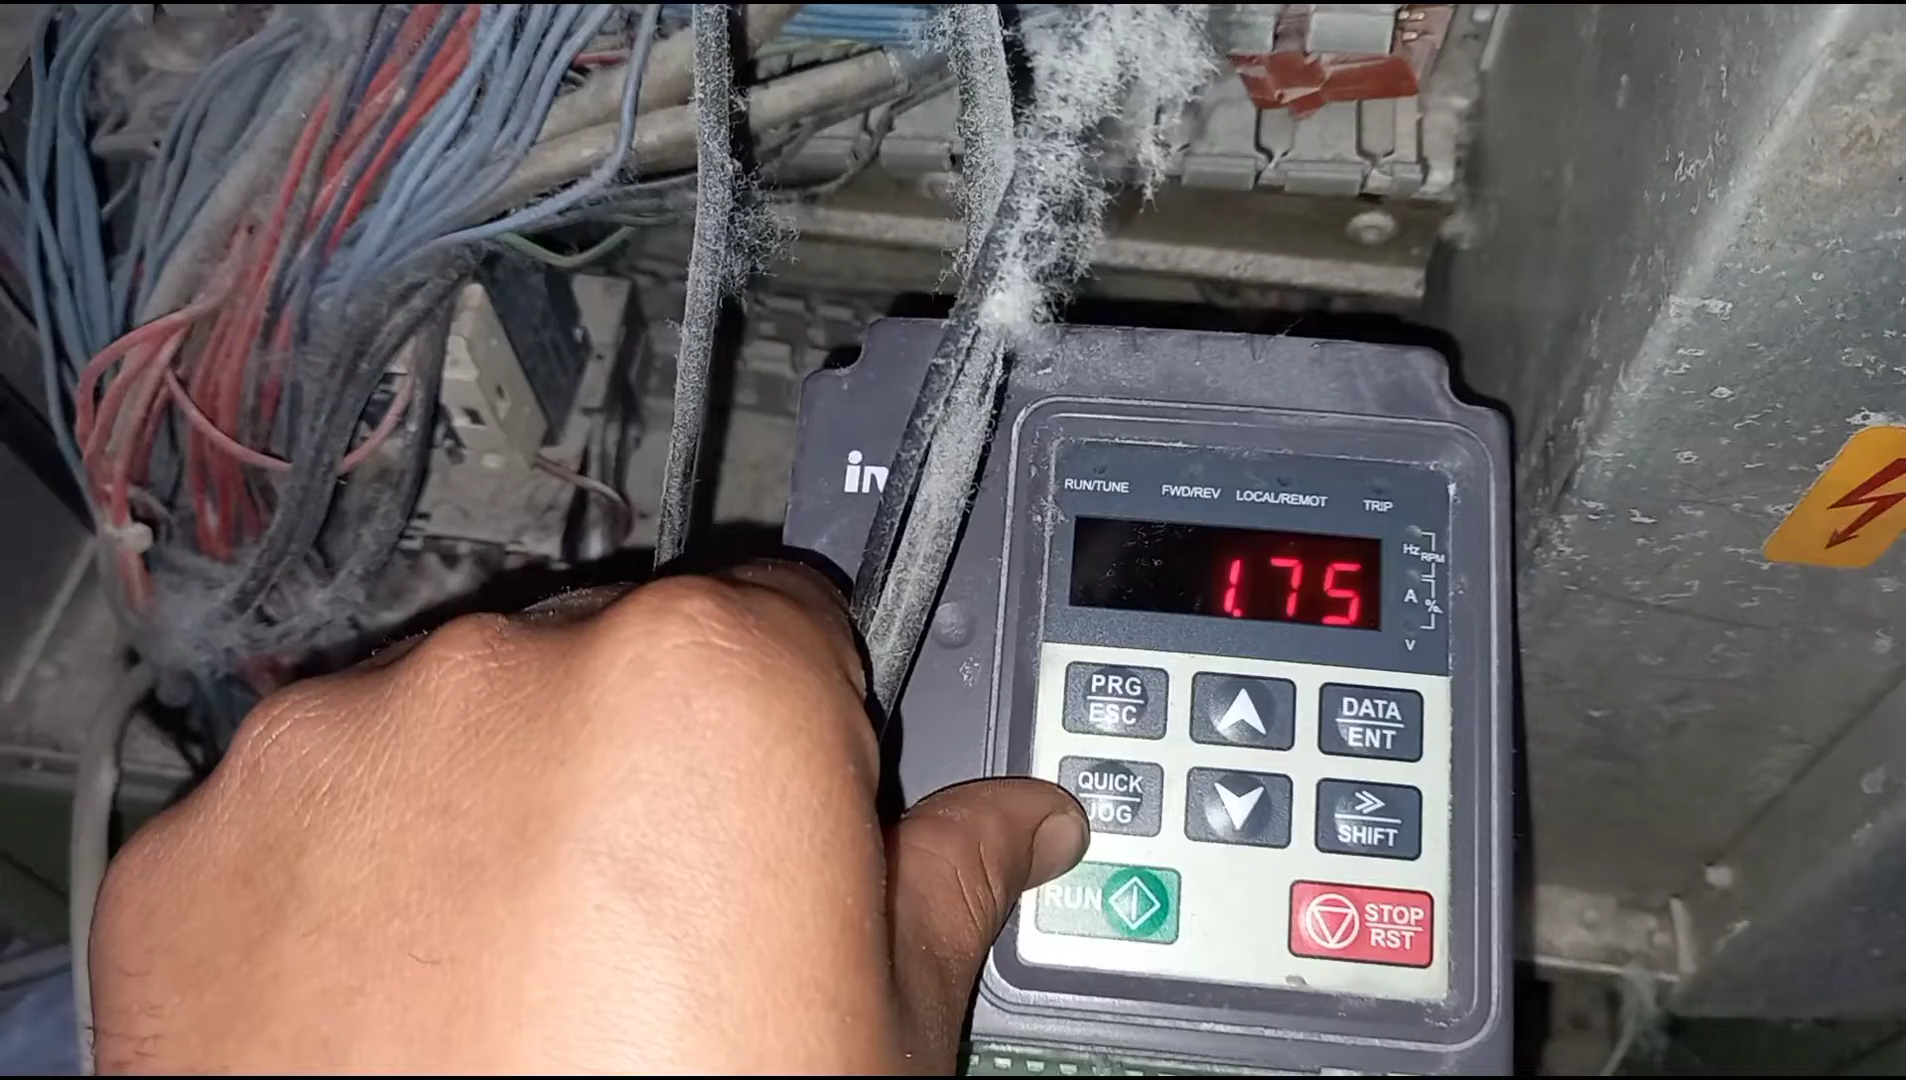 RUN/TUNE FWD/REV LOCAL/REMOT TRIP
Hz
RPM
A
%
V
1.75
PRG
ESC
DATA
ENT
QUICK
JOG
SHIFT
RUN
STOP
RST